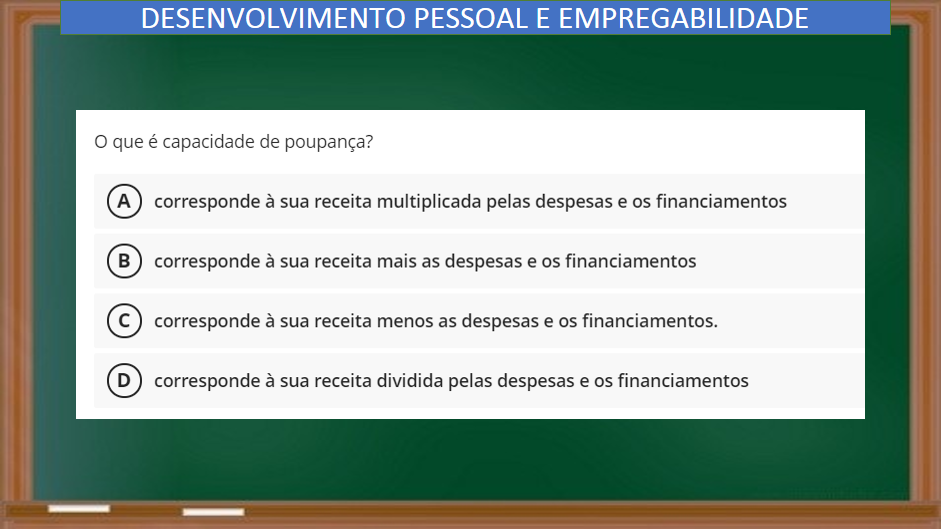 DESENVOLVIMENTO PESSOAL E EMPREGABILIDADE
O que é capacidade de poupança?
A corresponde à sua receita multiplicada pelas despesas e os financiamentos
B corresponde à sua receita mais as despesas e os financiamentos
C corresponde à sua receita menos as despesas e os financiamentos.
D corresponde à sua receita dividida pelas despesas e os financiamentos